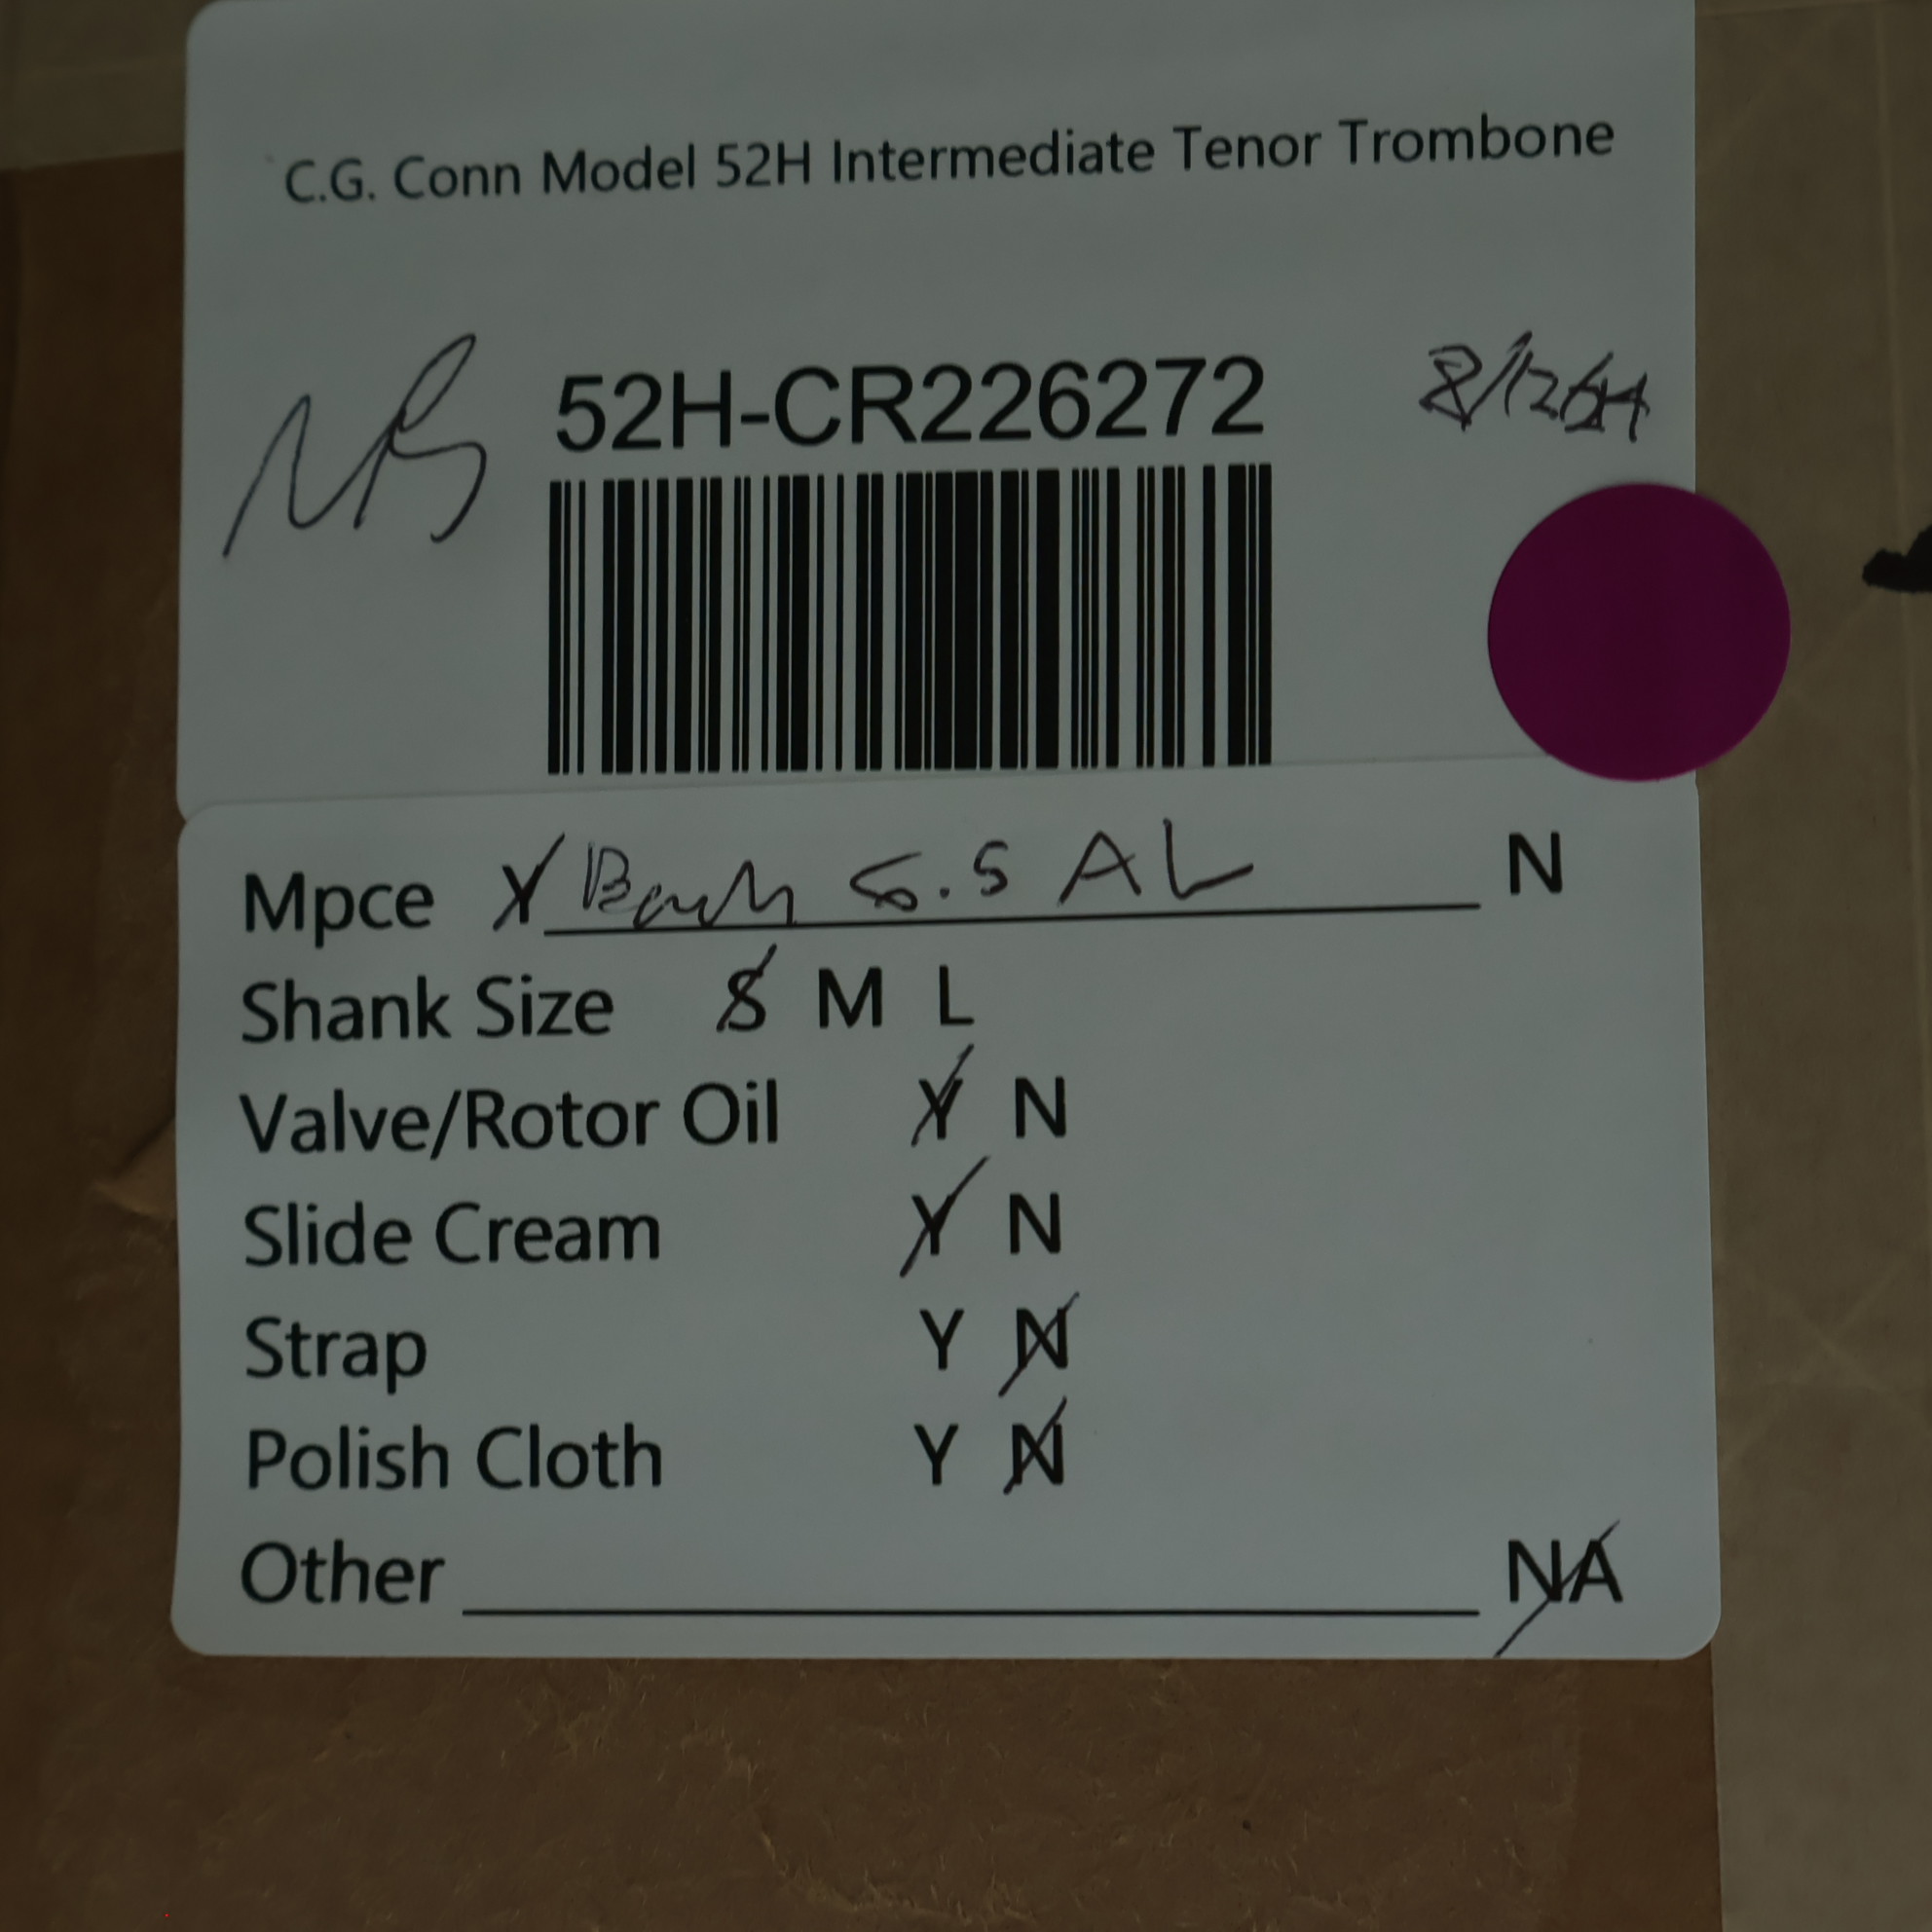 C.G. Conn Model 52H Intermediate Tenor Trombone
52H-CR226272
Mpce Y Bach 6.5 AL N
Shank Size S M L
Valve/Rotor Oil Y N
Slide Cream Y N
Strap Y N
Polish Cloth Y N
Other NA